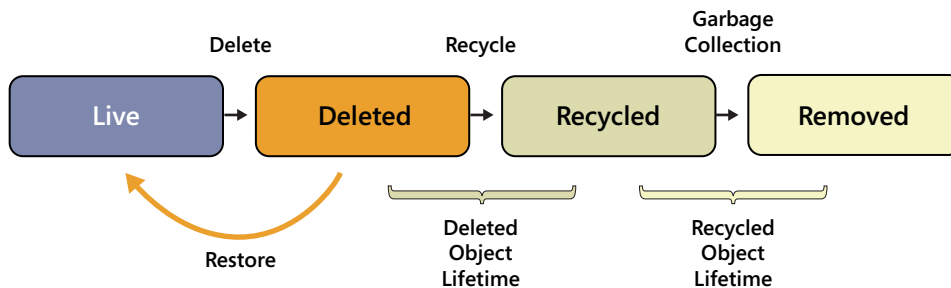 Delete
Recycle
Garbage
Collection
Live
Deleted
Recycled
Removed
Restore
Deleted
Object
Lifetime
Recycled
Object
Lifetime